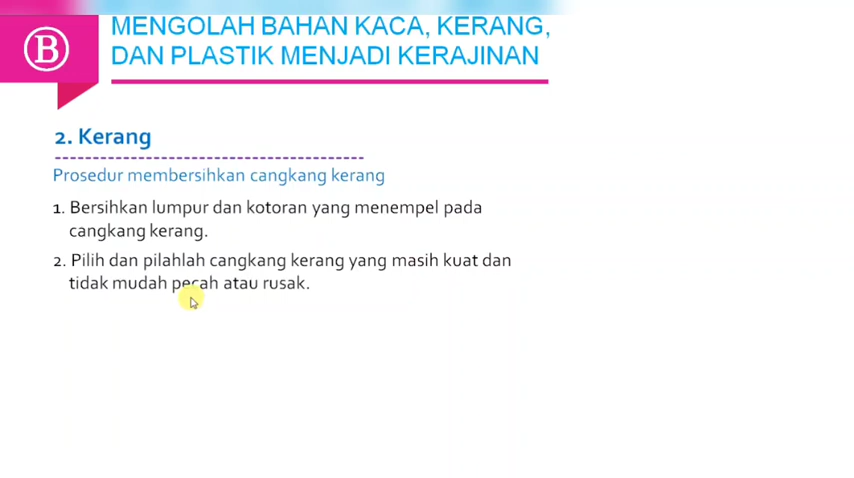 B
MENGOLAH BAHAN KACA, KERANG,
DAN PLASTIK MENJADI KERAJINAN
2. Kerang
Prosedur membersihkan cangkang kerang
1. Bersihkan lumpur dan kotoran yang menempel pada
cangkang kerang.
2. Pilih dan pilahlah cangkang kerang yang masih kuat dan
tidak mudah pecah atau rusak.